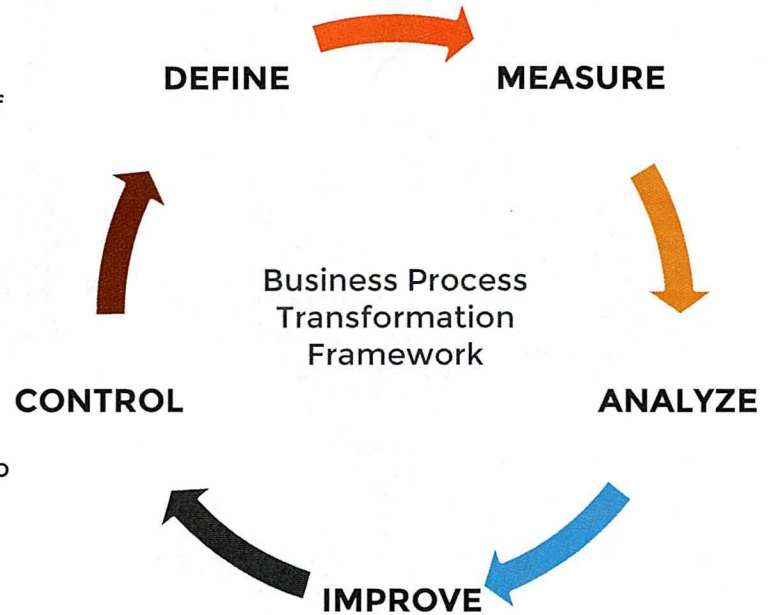 DEFINE
MEASURE
Business Process
Transformation
Framework
CONTROL
ANALYZE
IMPROVE